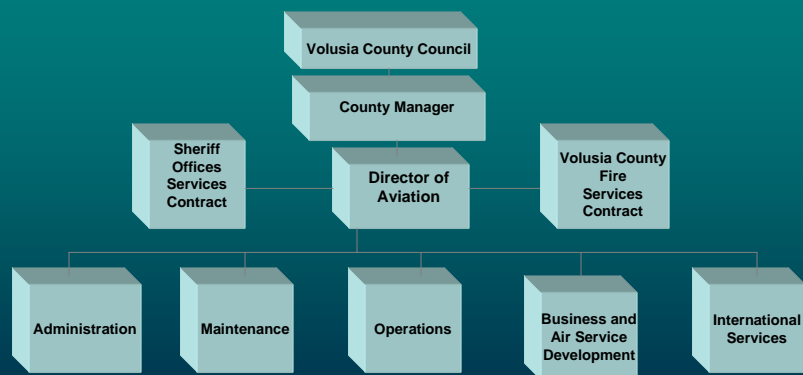 Volusia County Council
County Manager
Sheriff
Offices
Services
Contract
Director of
Aviation
Volusia County
Fire
Services
Contract
Administration
Maintenance
Operations
Business and
Air Service
Development
International
Services